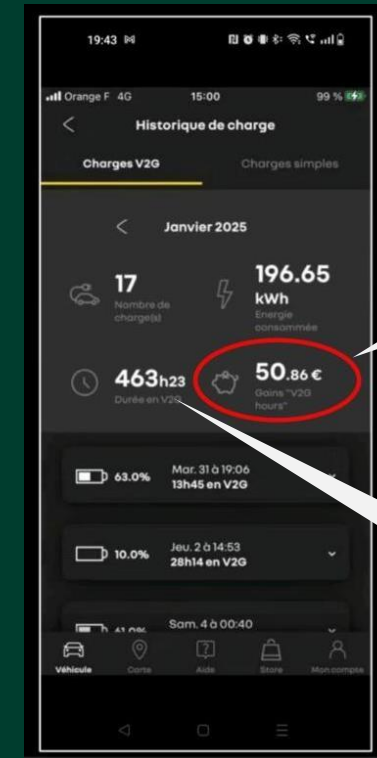 19:43
Orange F 4G 15:00 99 %
Historique de charge
Charges V2G Charges simples
Janvier 2025
17
Nombre de
charge(s)
196.65
kWh
Energie
consommée
463h23
Durée en V2G
50.86 €
Gains "V2G
hours"
63.0% Mar. 31 à 19:06
13h45 en V2G
10.0% Jeu. 2 à 14:53
28h14 en V2G
Sam. 4 à 00:40
Véhicule Carte Aide Store Mon compte